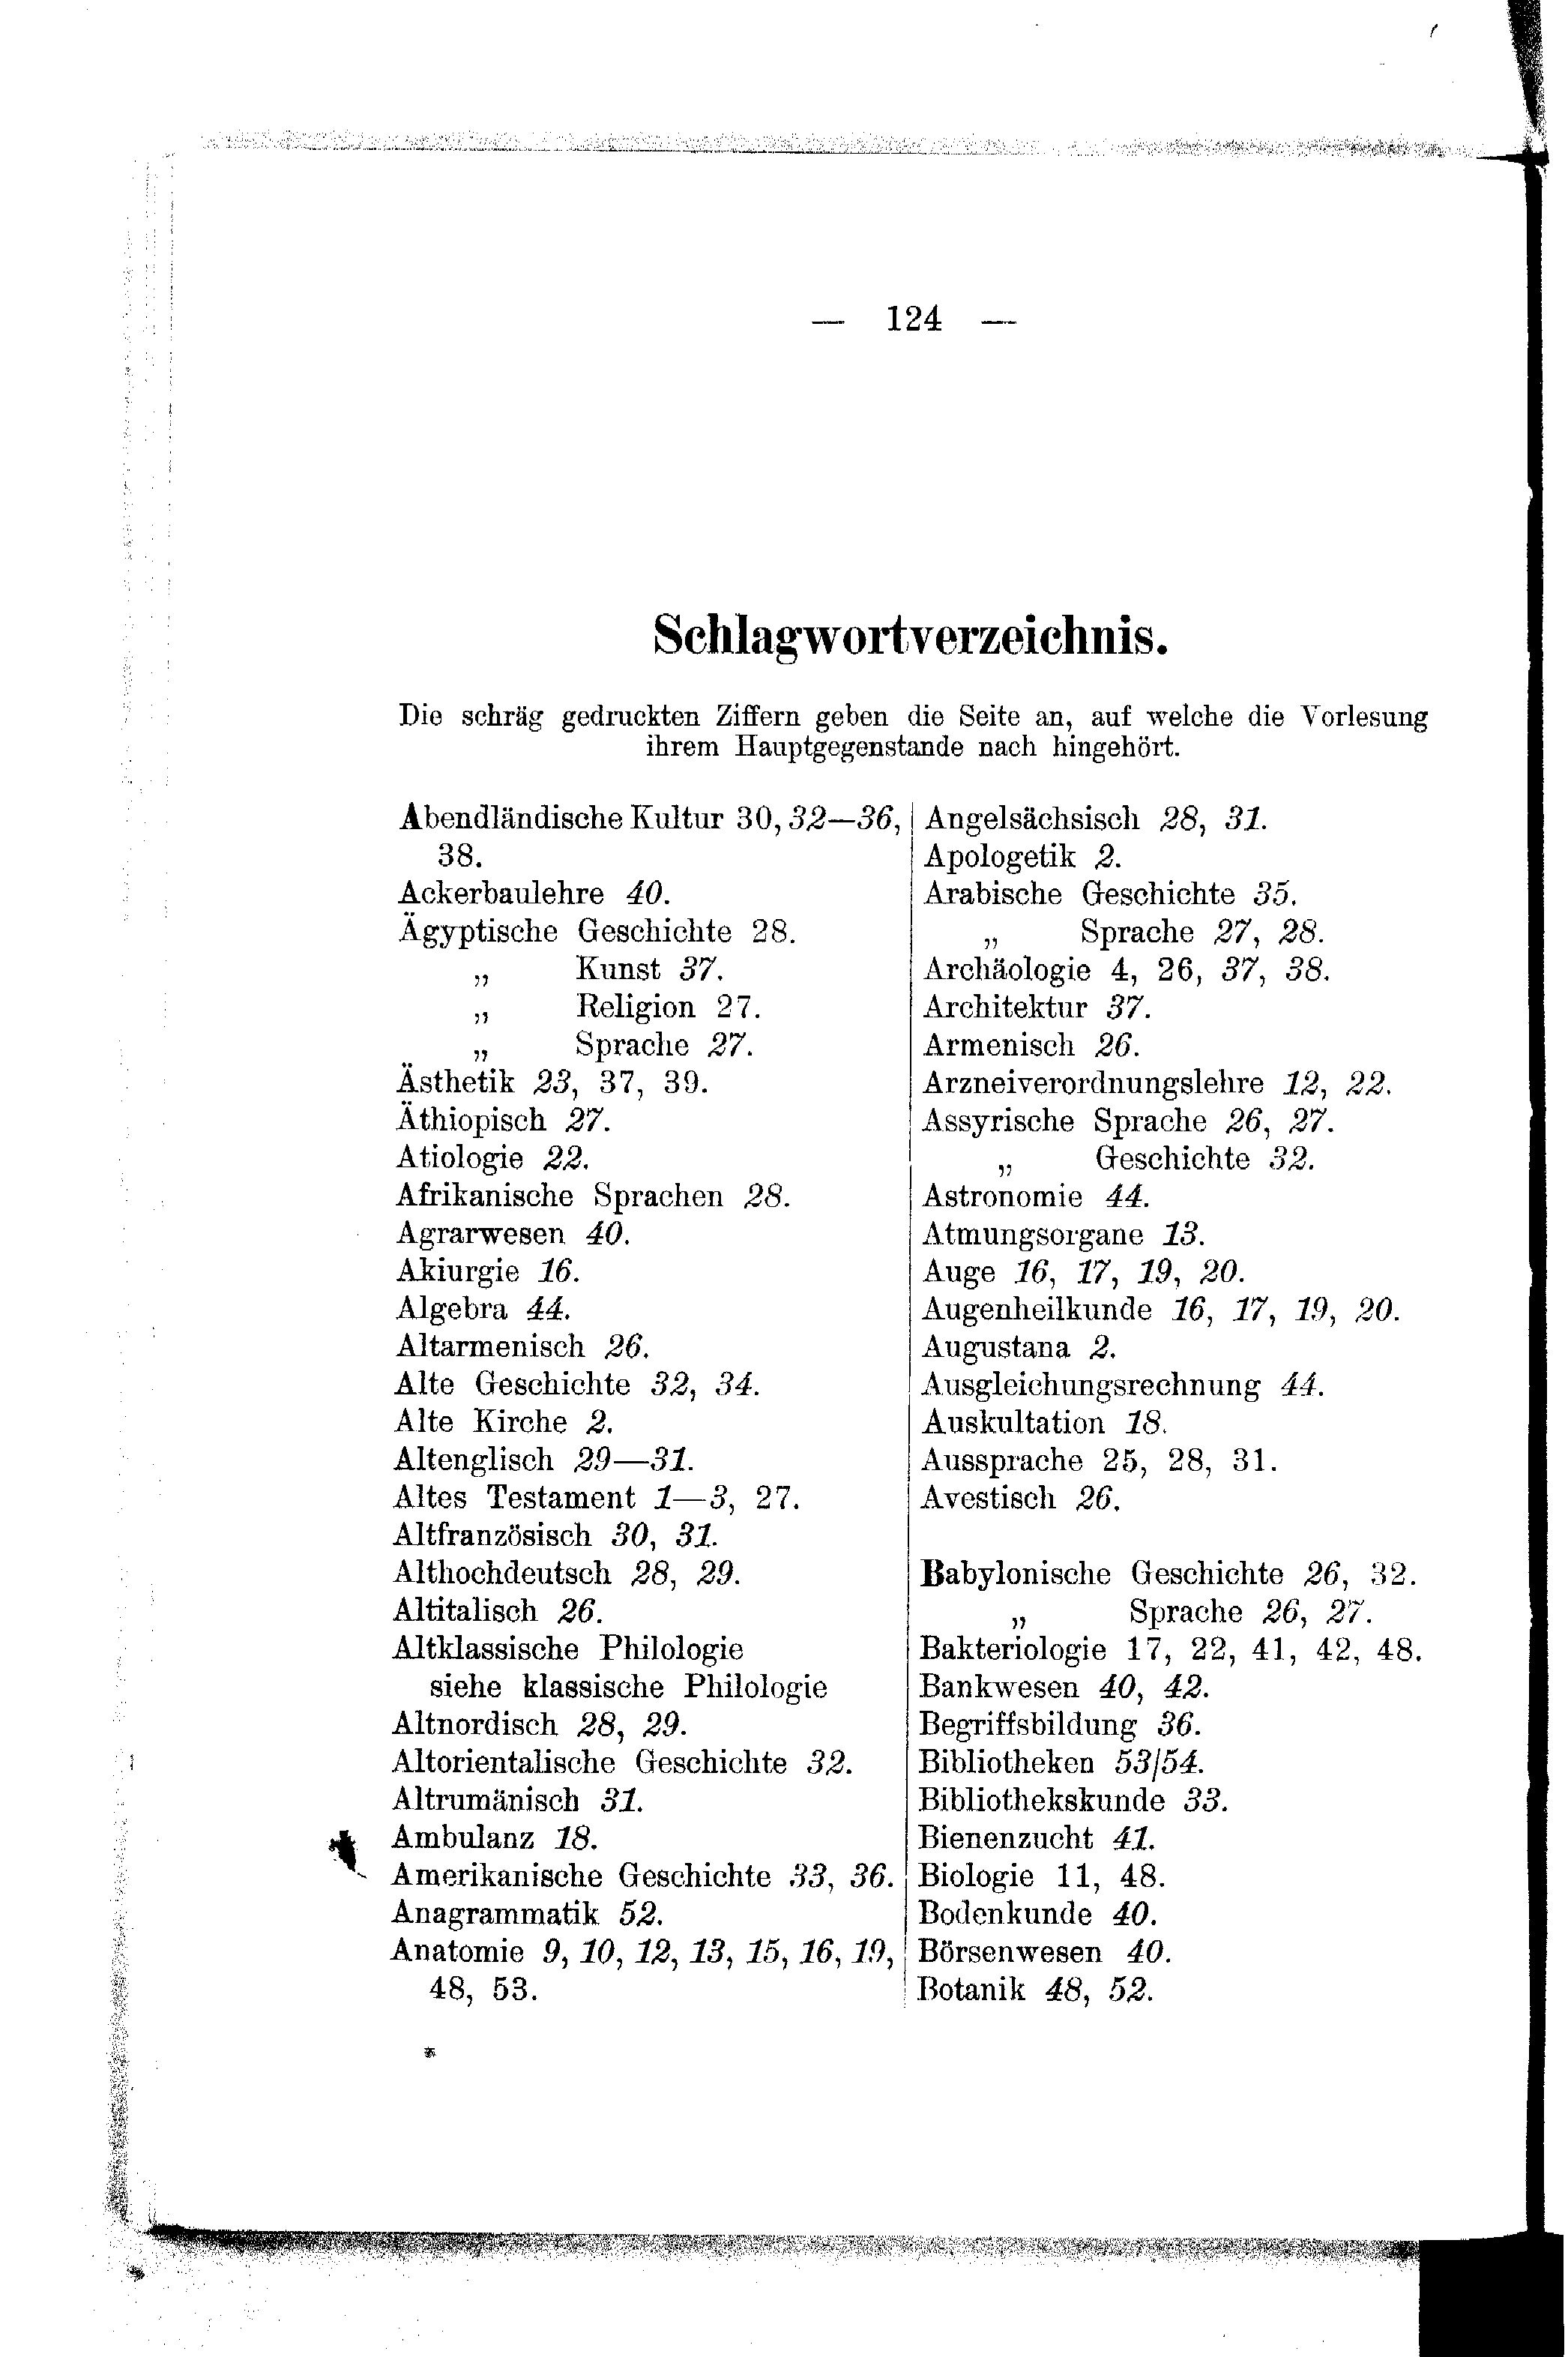 — 124 —
Schlagwortverzeichnis.
Die schräg gedruckten Ziffern geben die Seite an, auf welche die Vorlesung
ihrem Hauptgegenstande nach hingehört.
Abendländische Kultur 30, 32—36,
38.
Ackerbaulehre 40.
Ägyptische Geschichte 28.
„ Kunst 37.
„ Religion 27.
„ Sprache 27.
Ästhetik 23, 37, 39.
Äthiopisch 27.
Atiologie 22.
Afrikanische Sprachen 28.
Agrarwesen 40.
Akiurgie 16.
Algebra 44.
Altarmenisch 26.
Alte Geschichte 32, 34.
Alte Kirche 2.
Altenglisch 29—31.
Altes Testament 1—3, 27.
Altfranzösisch 30, 31.
Althochdeutsch 28, 29.
Altitalisch 26.
Altklassische Philologie
siehe klassische Philologie
Altnordisch 28, 29.
Altorientalische Geschichte 32.
Altrumänisch 31.
Ambulanz 18.
Amerikanische Geschichte 33, 36.
Anagrammatik 52.
Anatomie 9, 10, 12, 13, 15, 16, 19,
48, 53.
*
Angelsächsisch 28, 31.
Apologetik 2.
Arabische Geschichte 35.
„ Sprache 27, 28.
Archäologie 4, 26, 37, 38.
Architektur 37.
Armenisch 26.
Arzneiverordnungslehre 12, 22.
Assyrische Sprache 26, 27.
„ Geschichte 32.
Astronomie 44.
Atmungsorgane 13.
Auge 16, 17, 19, 20.
Augenheilkunde 16, 17, 19, 20.
Augustana 2.
Ausgleichungsrechnung 44.
Auskultation 18.
Aussprache 25, 28, 31.
Avestisch 26.
Babylonische Geschichte 26, 32.
„ Sprache 26, 27.
Bakteriologie 17, 22, 41, 42, 48.
Bankwesen 40, 42.
Begriffsbildung 36.
Bibliotheken 53/54.
Bibliothekskunde 33.
Bienenzucht 41.
Biologie 11, 48.
Bodenkunde 40.
Börsenwesen 40.
Botanik 48, 52.